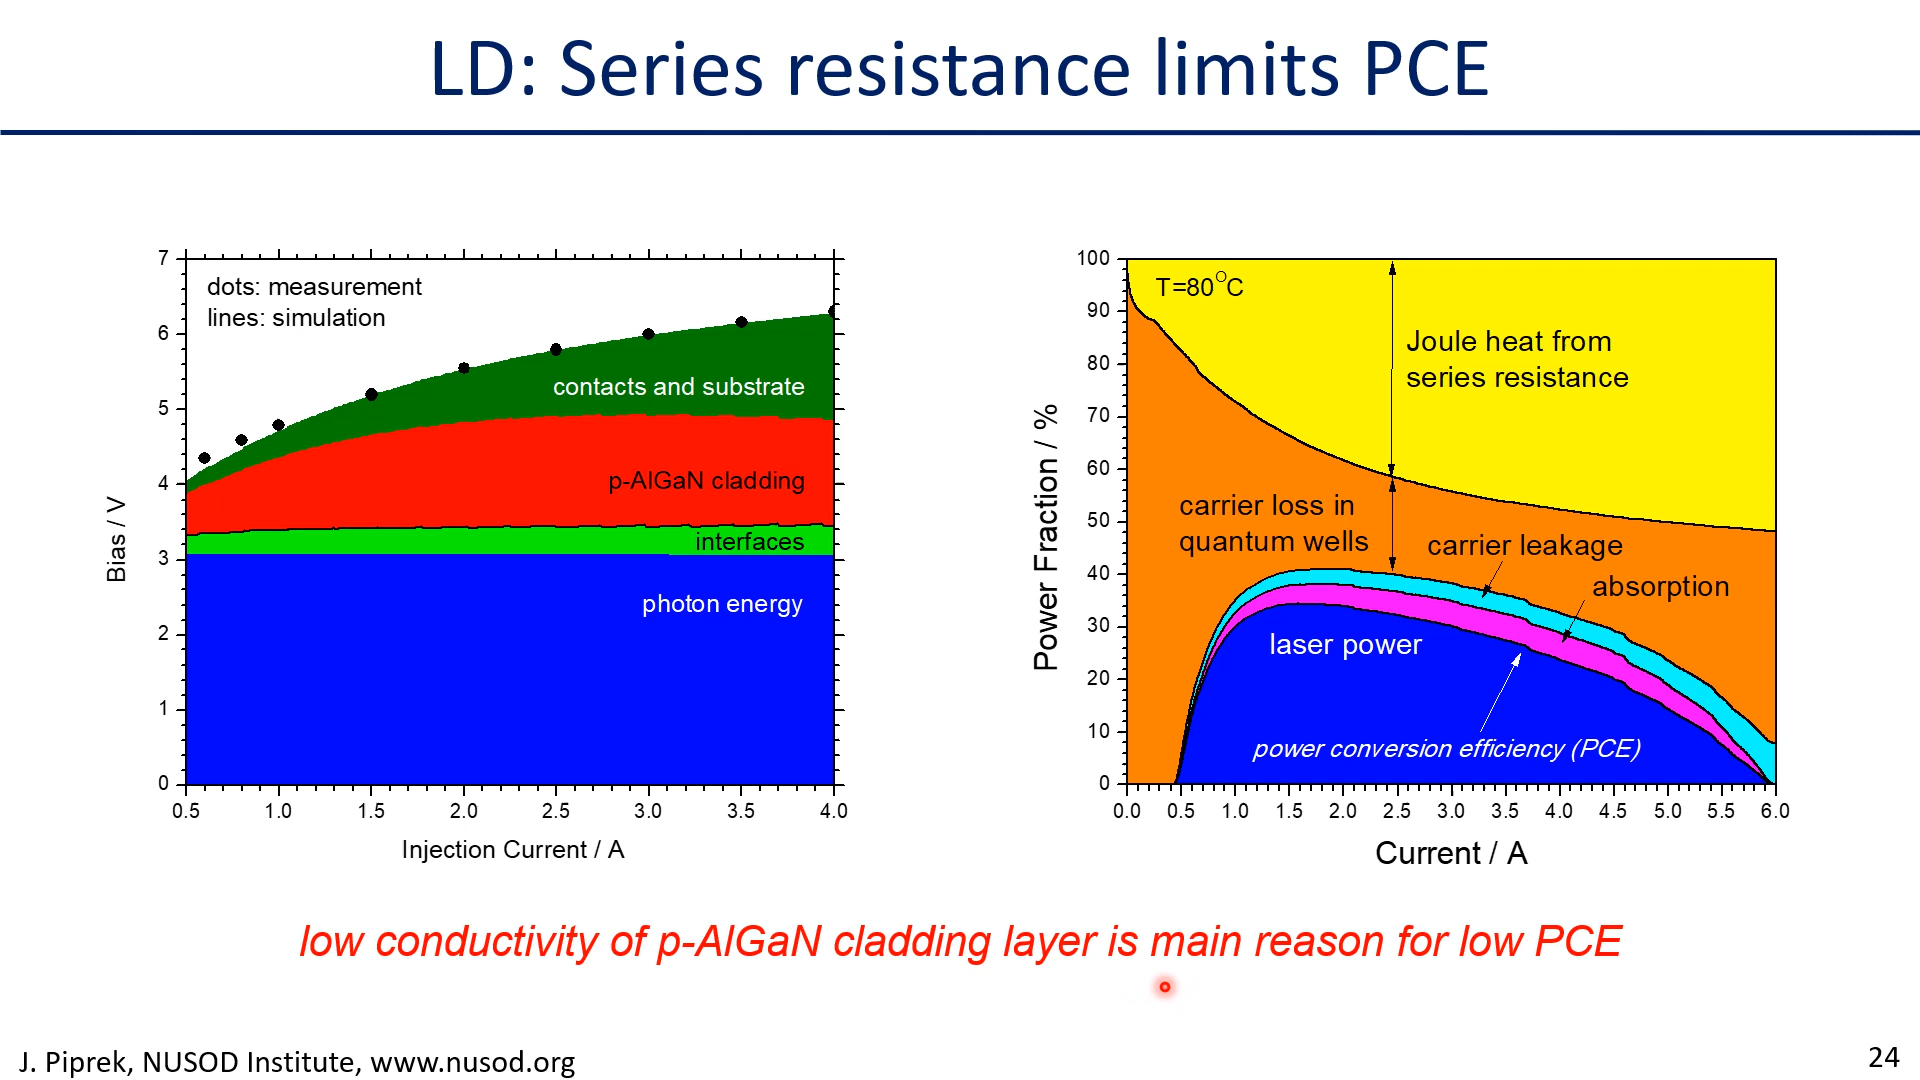 LD: Series resistance limits PCE
7
6
5
4
3
2
1
0
Bias / V
dots: measurement
lines: simulation
contacts and substrate
p-AlGaN cladding
interfaces
photon energy
0.5 1.0 1.5 2.0 2.5 3.0 3.5 4.0
Injection Current / A
100
90
80
70
60
50
40
30
20
10
0
Power Fraction / %
T=80°C
Joule heat from
series resistance
carrier loss in
quantum wells
carrier leakage
absorption
laser power
power conversion efficiency (PCE)
0.0 0.5 1.0 1.5 2.0 2.5 3.0 3.5 4.0 4.5 5.0 5.5 6.0
Current / A
low conductivity of p-AlGaN cladding layer is main reason for low PCE
J. Piprek, NUSOD Institute, www.nusod.org
24